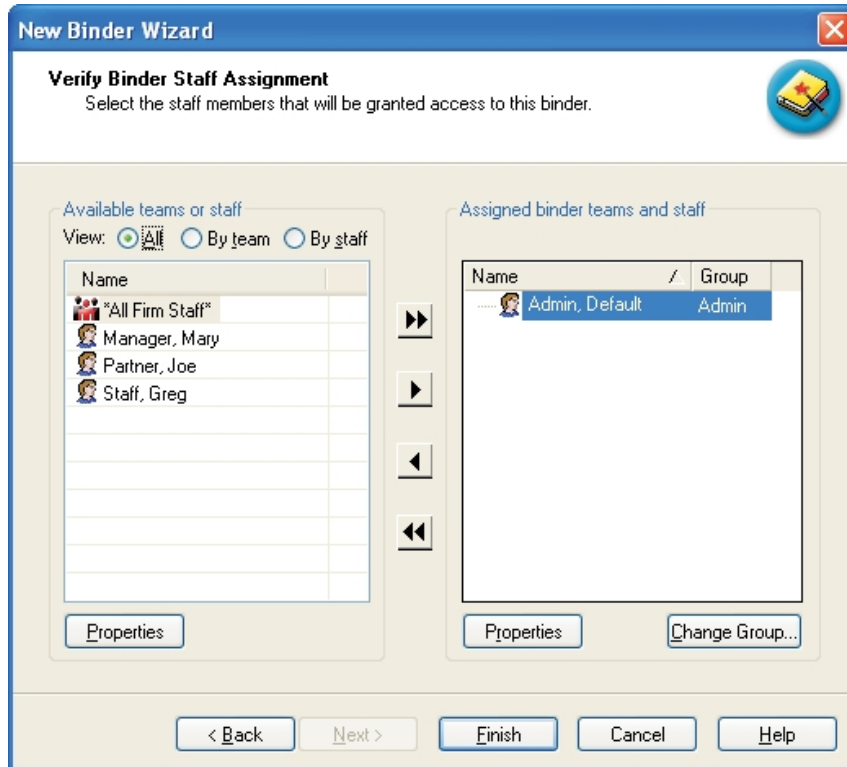 New Binder Wizard
Verify Binder Staff Assignment
Select the staff members that will be granted access to this binder.
Available teams or staff
View: All By team By staff
Name
*All Firm Staff*
Manager, Mary
Partner, Joe
Staff, Greg
Properties
Assigned binder teams and staff
Name / Group
Admin, Default Admin
Properties Change Group...
< Back Next > Finish Cancel Help